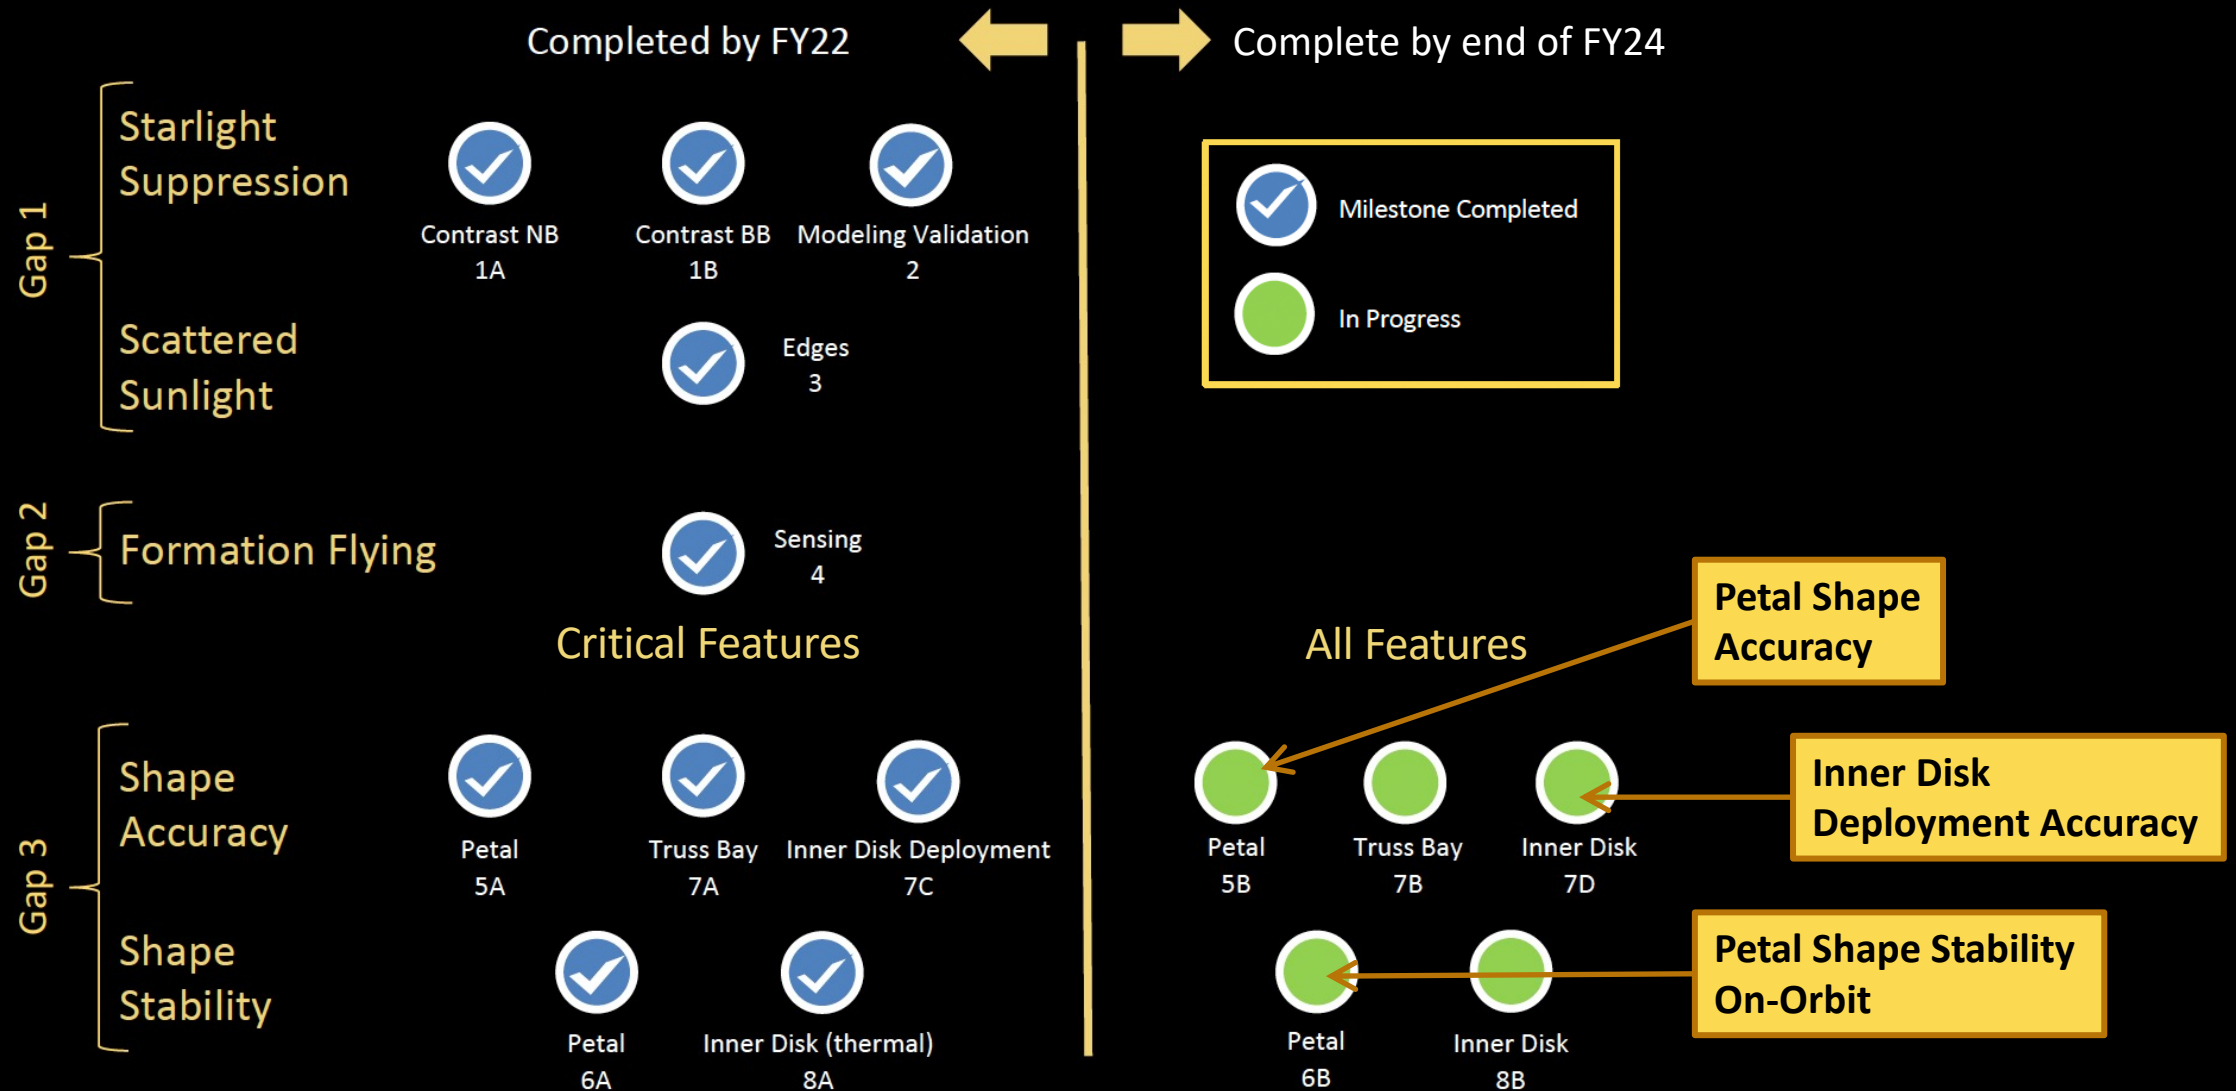 Completed by FY22
Complete by end of FY24
Gap 1
Starlight
Suppression
Contrast NB
1A
Contrast BB
1B
Modeling Validation
2
Milestone Completed
In Progress
Scattered
Sunlight
Edges
3
Gap 2
Formation Flying
Sensing
4
Critical Features
All Features
Petal Shape
Accuracy
Gap 3
Shape
Accuracy
Petal
5A
Truss Bay
7A
Inner Disk Deployment
7C
Petal
5B
Truss Bay
7B
Inner Disk
7D
Inner Disk
Deployment Accuracy
Shape
Stability
Petal
6A
Inner Disk (thermal)
8A
Petal
6B
Inner Disk
8B
Petal Shape Stability
On-Orbit